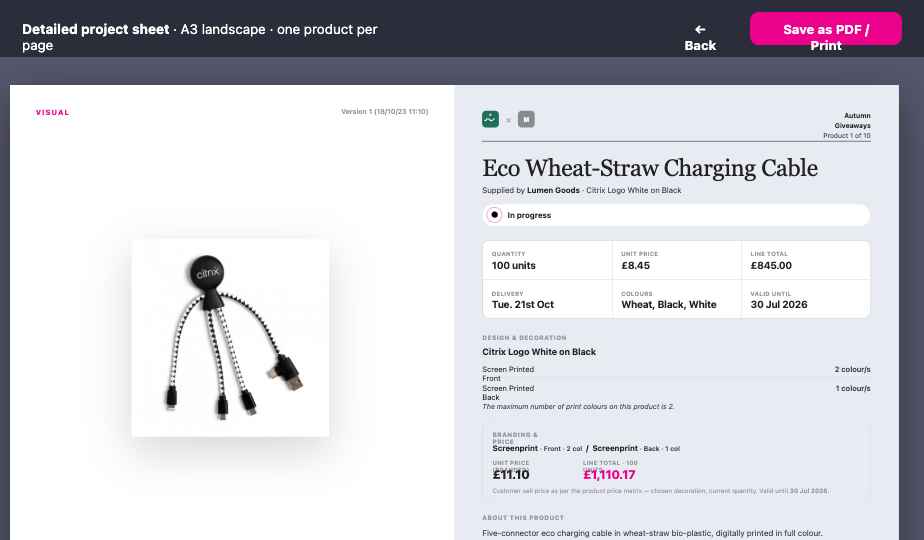 Detailed project sheet · A3 landscape · one product per
page
← Back
Save as PDF / Print
VISUAL
Version 1 (18/10/23 11:10)
citrix
x M
Autumn
Giveaways
Product 1 of 10
Eco Wheat-Straw Charging Cable
Supplied by Lumen Goods · Citrix Logo White on Black
In progress
QUANTITY
100 units
UNIT PRICE
£8.45
LINE TOTAL
£845.00
DELIVERY
Tue. 21st Oct
COLOURS
Wheat, Black, White
VALID UNTIL
30 Jul 2026
DESIGN & DECORATION
Citrix Logo White on Black
Screen Printed
Front
2 colour/s
Screen Printed
Back
1 colour/s
The maximum number of print colours on this product is 2.
BRANDING &
PRICE
Screenprint · Front · 2 col / Screenprint · Back · 1 col
UNIT PRICE
£11.10
LINE TOTAL · 100
£1,110.17
Customer sell price as per the product price matrix — chosen decoration, current quantity. Valid until 30 Jul 2026.
ABOUT THIS PRODUCT
Five-connector eco charging cable in wheat-straw bio-plastic, digitally printed in full colour.